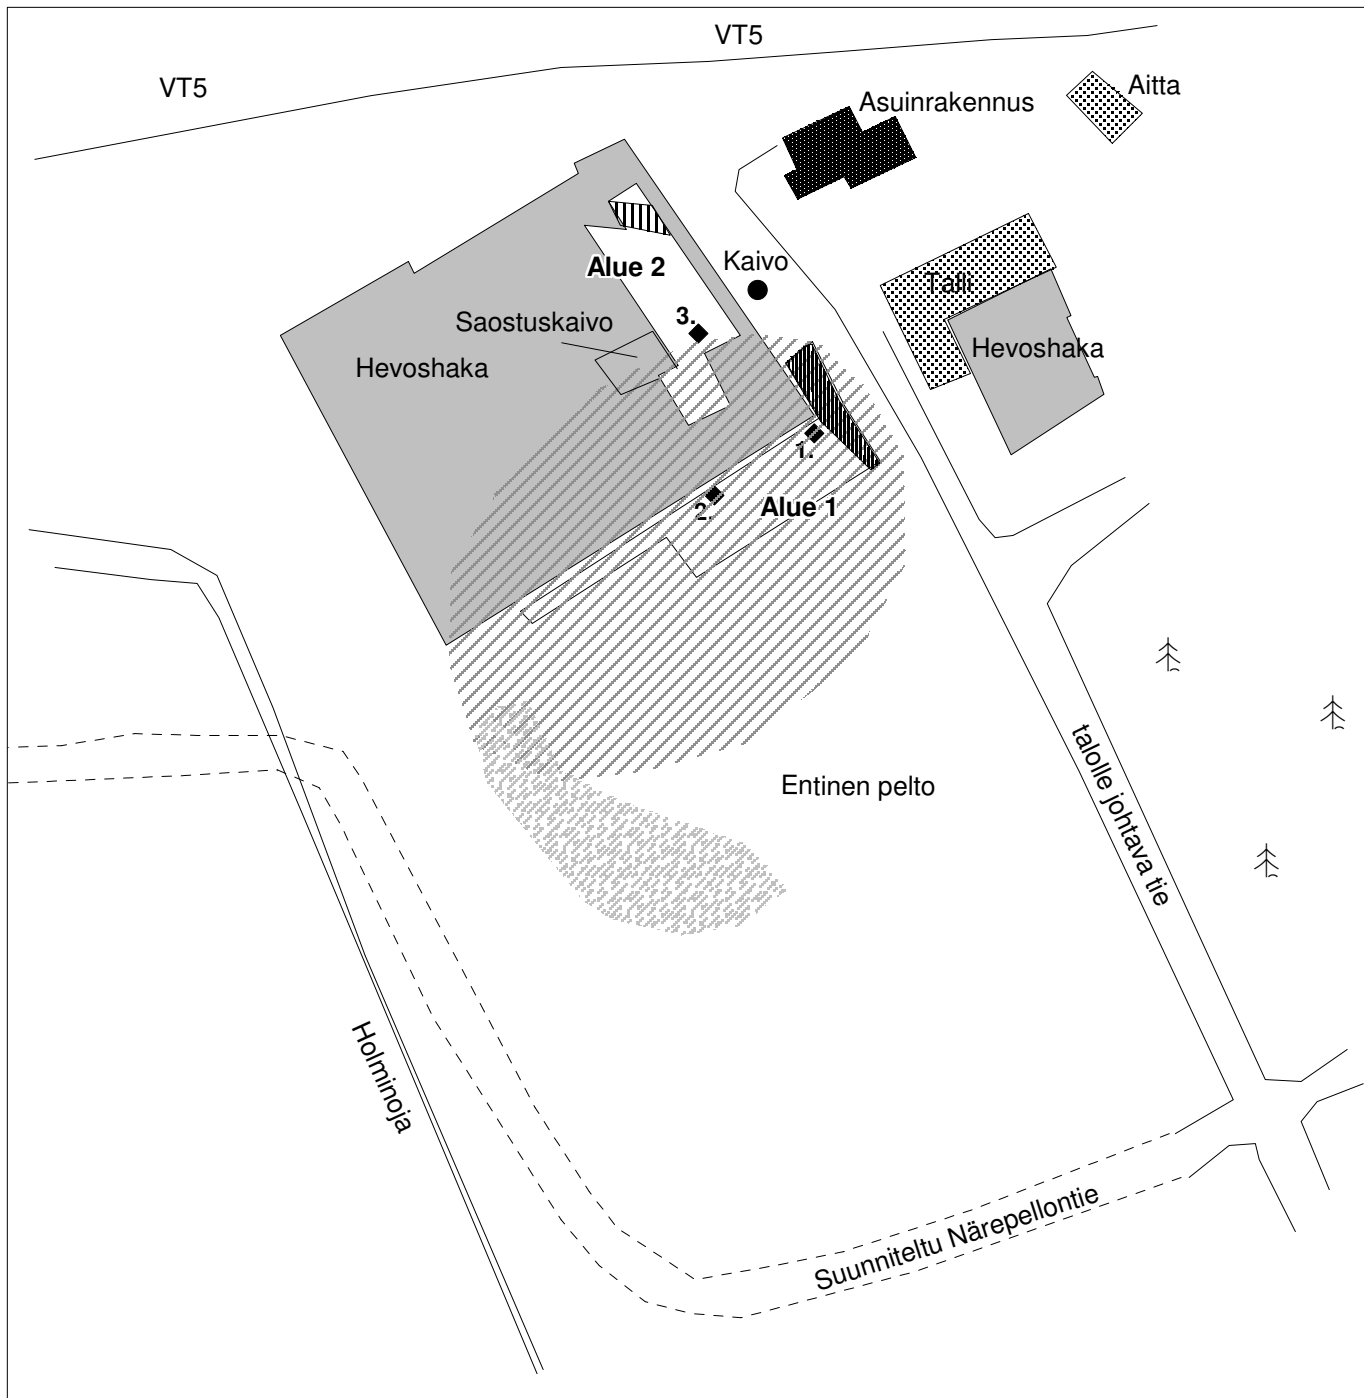 VT5
VT5
Aitta
Asuinrakennus
Kaivo
Alue 2
Talli
3.
Saostuskaivo
Hevoshaka
Hevoshaka
1.
2.
Alue 1
talolle johtava tie
Entinen pelto
Holminoja
Suunniteltu Närepellontie